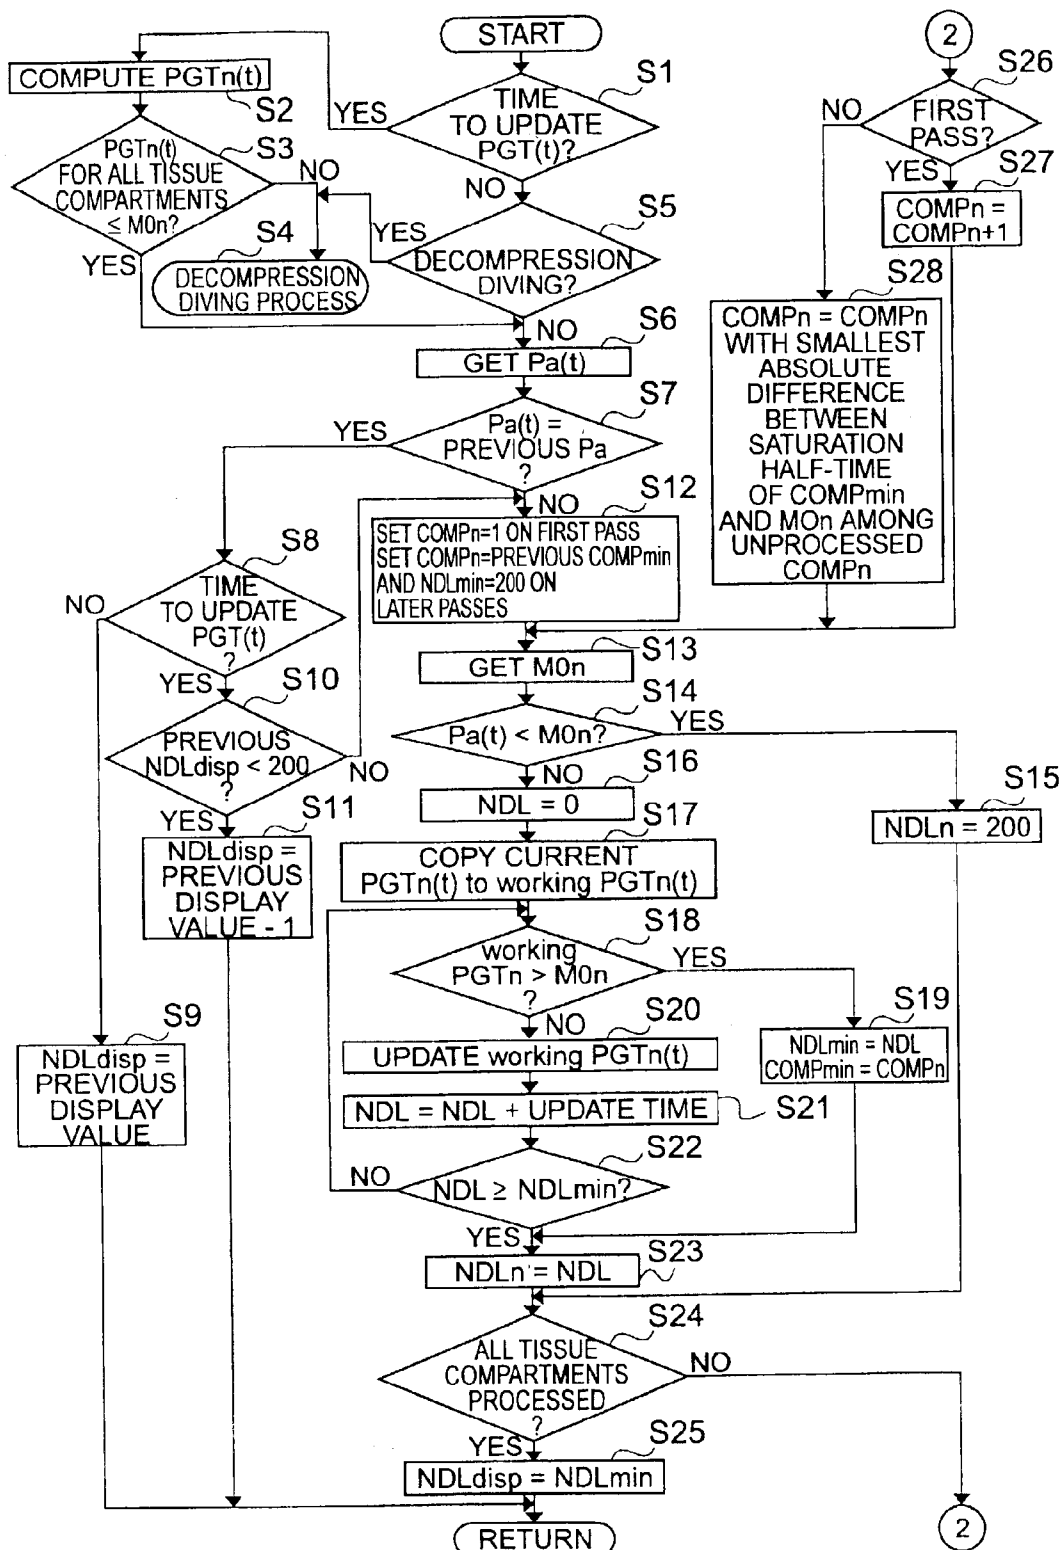 START
S1
TIME
TO UPDATE
PGT(t)?
YES
NO
COMPUTE PGTn(t)
S2
PGTn(t)
FOR ALL TISSUE
COMPARTMENTS
≤ M0n?
S3
NO
YES
S4
DECOMPRESSION
DIVING PROCESS
S5
DECOMPRESSION
DIVING?
YES
NO
S6
GET Pa(t)
S7
Pa(t) =
PREVIOUS Pa
?
YES
NO
S8
TIME
TO UPDATE
PGT(t)
?
NO
YES
S10
PREVIOUS
NDLdisp < 200
?
NO
YES
S11
NDLdisp =
PREVIOUS
DISPLAY
VALUE - 1
S9
NDLdisp =
PREVIOUS
DISPLAY
VALUE
S12
SET COMPn=1 ON FIRST PASS
SET COMPn=PREVIOUS COMPmin
AND NDLmin=200 ON
LATER PASSES
S13
GET M0n
S14
Pa(t) < M0n?
YES
NO
S15
NDLn = 200
S16
NDL = 0
S17
COPY CURRENT
PGTn(t) to working PGTn(t)
S18
working
PGTn > M0n
?
YES
NO
S19
NDLmin = NDL
COMPmin = COMPn
S20
UPDATE working PGTn(t)
NDL = NDL + UPDATE TIME
S21
S22
NDL ≥ NDLmin?
NO
YES
S23
NDLn = NDL
S24
ALL TISSUE
COMPARTMENTS
PROCESSED
?
NO
YES
S25
NDLdisp = NDLmin
RETURN
2
2
S26
FIRST
PASS?
NO
YES
S27
COMPn =
COMPn+1
S28
COMPn = COMPn
WITH SMALLEST
ABSOLUTE
DIFFERENCE
BETWEEN
SATURATION
HALF-TIME
OF COMPmin
AND MOn AMONG
UNPROCESSED
COMPn